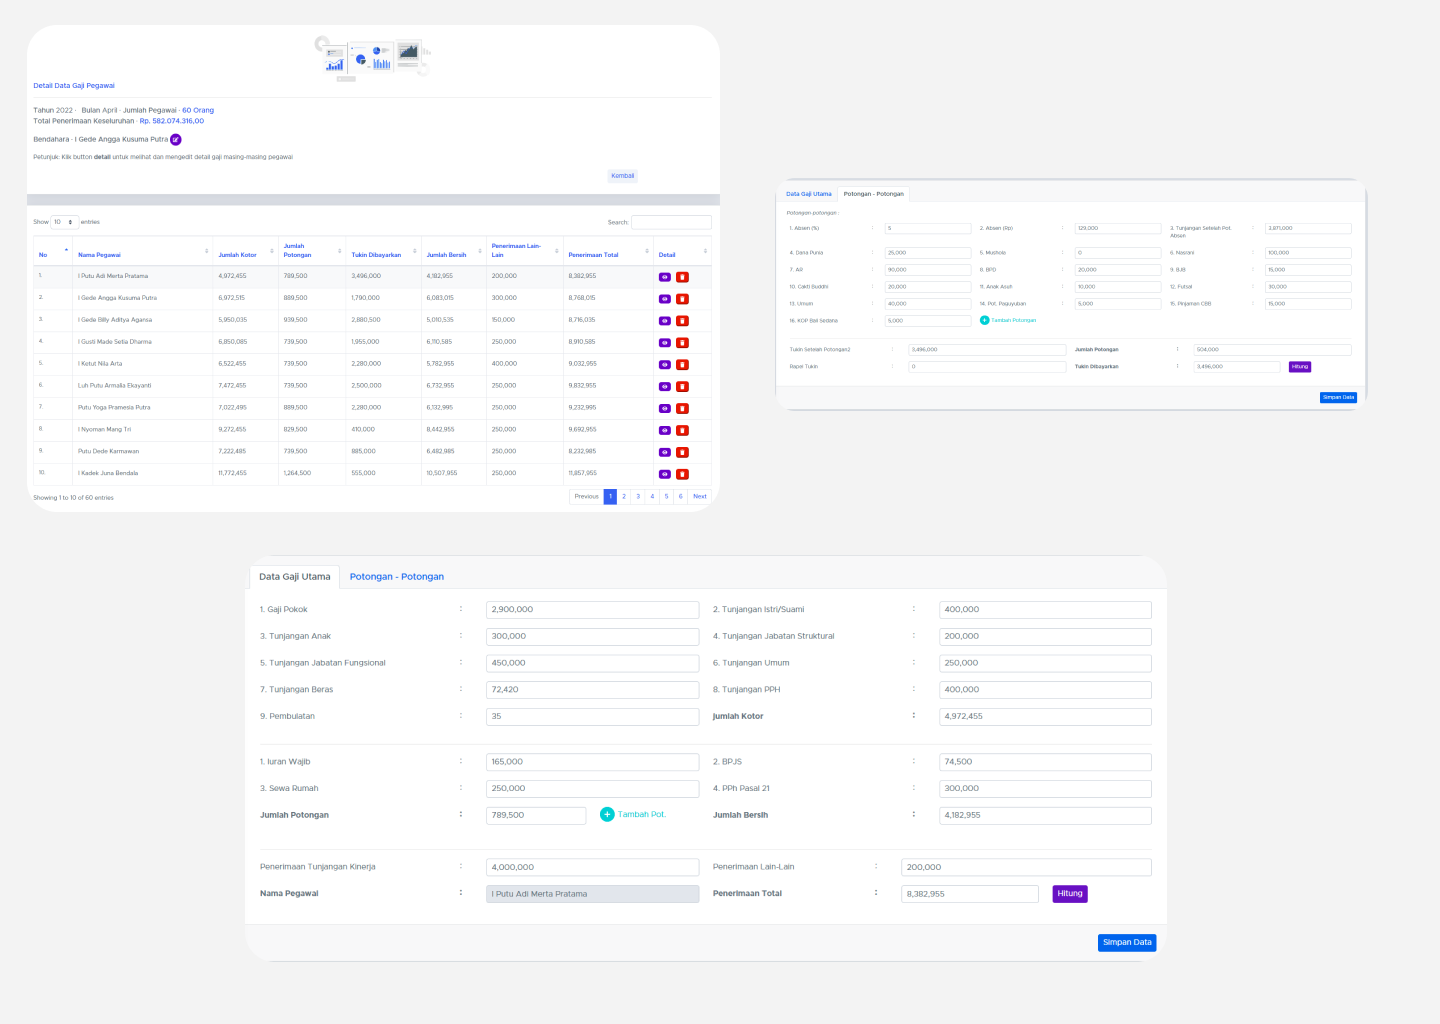 Detail Data Gaji Pegawai
Tahun 2022 · Bulan April · Jumlah Pegawai · 60 Orang
Total Penerimaan Keseluruhan · Rp. 582.074.316,00
Bendahara · I Gede Angga Kusuma Putra
Petunjuk: Klik button detail untuk melihat dan mengedit detail gaji masing-masing pegawai
Kembali
Show 10 entries Search:
No Nama Pegawai Jumlah Kotor Jumlah Potongan Tukin Dibayarkan Jumlah Bersih Penerimaan Lain-Lain Penerimaan Total Detail
1. I Putu Adi Merta Pratama 4,972,455 789,500 3,496,000 4,182,955 200,000 8,382,955
2. I Gede Angga Kusuma Putra 6,972,515 889,500 1,790,000 6,083,015 300,000 8,768,015
3. I Gede Billy Aditya Agansa 5,950,035 939,500 2,880,500 5,010,535 150,000 8,716,035
4. I Gusti Made Setia Dharma 6,850,085 739,500 1,955,000 6,110,585 250,000 8,910,585
5. I Ketut Nila Arta 6,522,455 739,500 2,280,000 5,782,955 400,000 9,032,955
6. Luh Putu Armalia Ekayanti 7,472,455 739,500 2,500,000 6,732,955 250,000 9,832,955
7. Putu Yoga Pramesia Putra 7,022,495 889,500 2,280,000 6,132,995 250,000 9,232,995
8. I Nyoman Mang Tri 9,272,455 829,500 410,000 8,442,955 250,000 9,692,955
9. Putu Dede Karmawan 7,222,485 739,500 885,000 6,482,985 250,000 8,232,985
10. I Kadek Juna Bendala 11,772,455 1,264,500 555,000 10,507,955 250,000 11,857,955
Showing 1 to 10 of 60 entries Previous 1 2 3 4 5 6 Next
Data Gaji Utama Potongan - Potongan
Potongan-potongan :
1. Absen (%) : 5 2. Absen (Rp) : 129,000 3. Tunjangan Setelah Pot. Absen : 3,871,000
4. Dana Punia : 25,000 5. Mushola : 0 6. Nasrani : 100,000
7. AR : 90,000 8. BPD : 20,000 9. BJB : 15,000
10. Cakti Buddhi : 20,000 11. Anak Asuh : 10,000 12. Futsal : 30,000
13. Umum : 40,000 14. Pot. Paguyuban : 5,000 15. Pinjaman CBB : 15,000
16. KOP Bali Sedana : 5,000 Tambah Potongan
Tukin Setelah Potongan2 : 3,496,000 Jumlah Potongan : 504,000
Rapel Tukin : 0 Tukin Dibayarkan : 3,496,000 Hitung
Simpan Data
Data Gaji Utama Potongan - Potongan
1. Gaji Pokok : 2,900,000 2. Tunjangan Istri/Suami : 400,000
3. Tunjangan Anak : 300,000 4. Tunjangan Jabatan Struktural : 200,000
5. Tunjangan Jabatan Fungsional : 450,000 6. Tunjangan Umum : 250,000
7. Tunjangan Beras : 72,420 8. Tunjangan PPH : 400,000
9. Pembulatan : 35 Jumlah Kotor : 4,972,455
1. Iuran Wajib : 165,000 2. BPJS : 74,500
3. Sewa Rumah : 250,000 4. PPh Pasal 21 : 300,000
Jumlah Potongan : 789,500 Tambah Pot. Jumlah Bersih : 4,182,955
Penerimaan Tunjangan Kinerja : 4,000,000 Penerimaan Lain-Lain : 200,000
Nama Pegawai : I Putu Adi Merta Pratama Penerimaan Total : 8,382,955 Hitung
Simpan Data